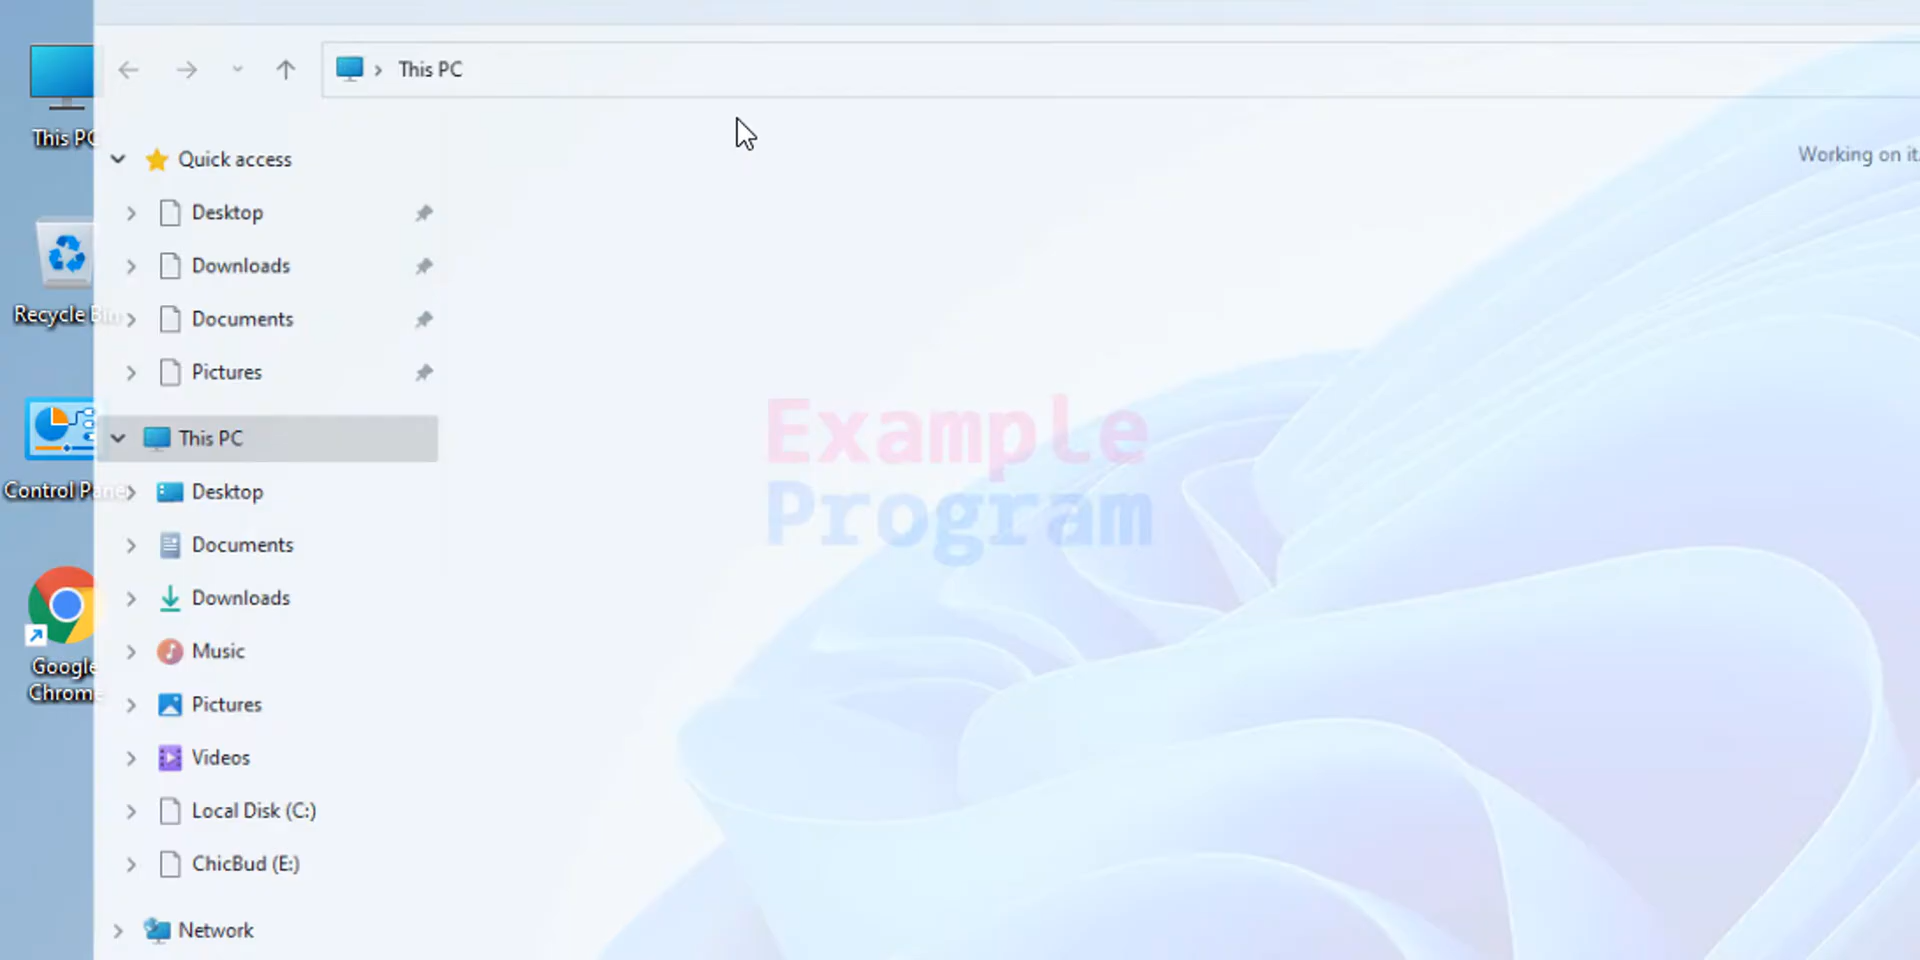 This PC
This PC
Quick access
Working on it
Desktop
Downloads
Recycle Bin
Documents
Pictures
Example
Program
This PC
Control Pane
Desktop
Documents
Downloads
Google
Chrome
Music
Pictures
Videos
Local Disk (C:)
ChicBud (E:)
Network